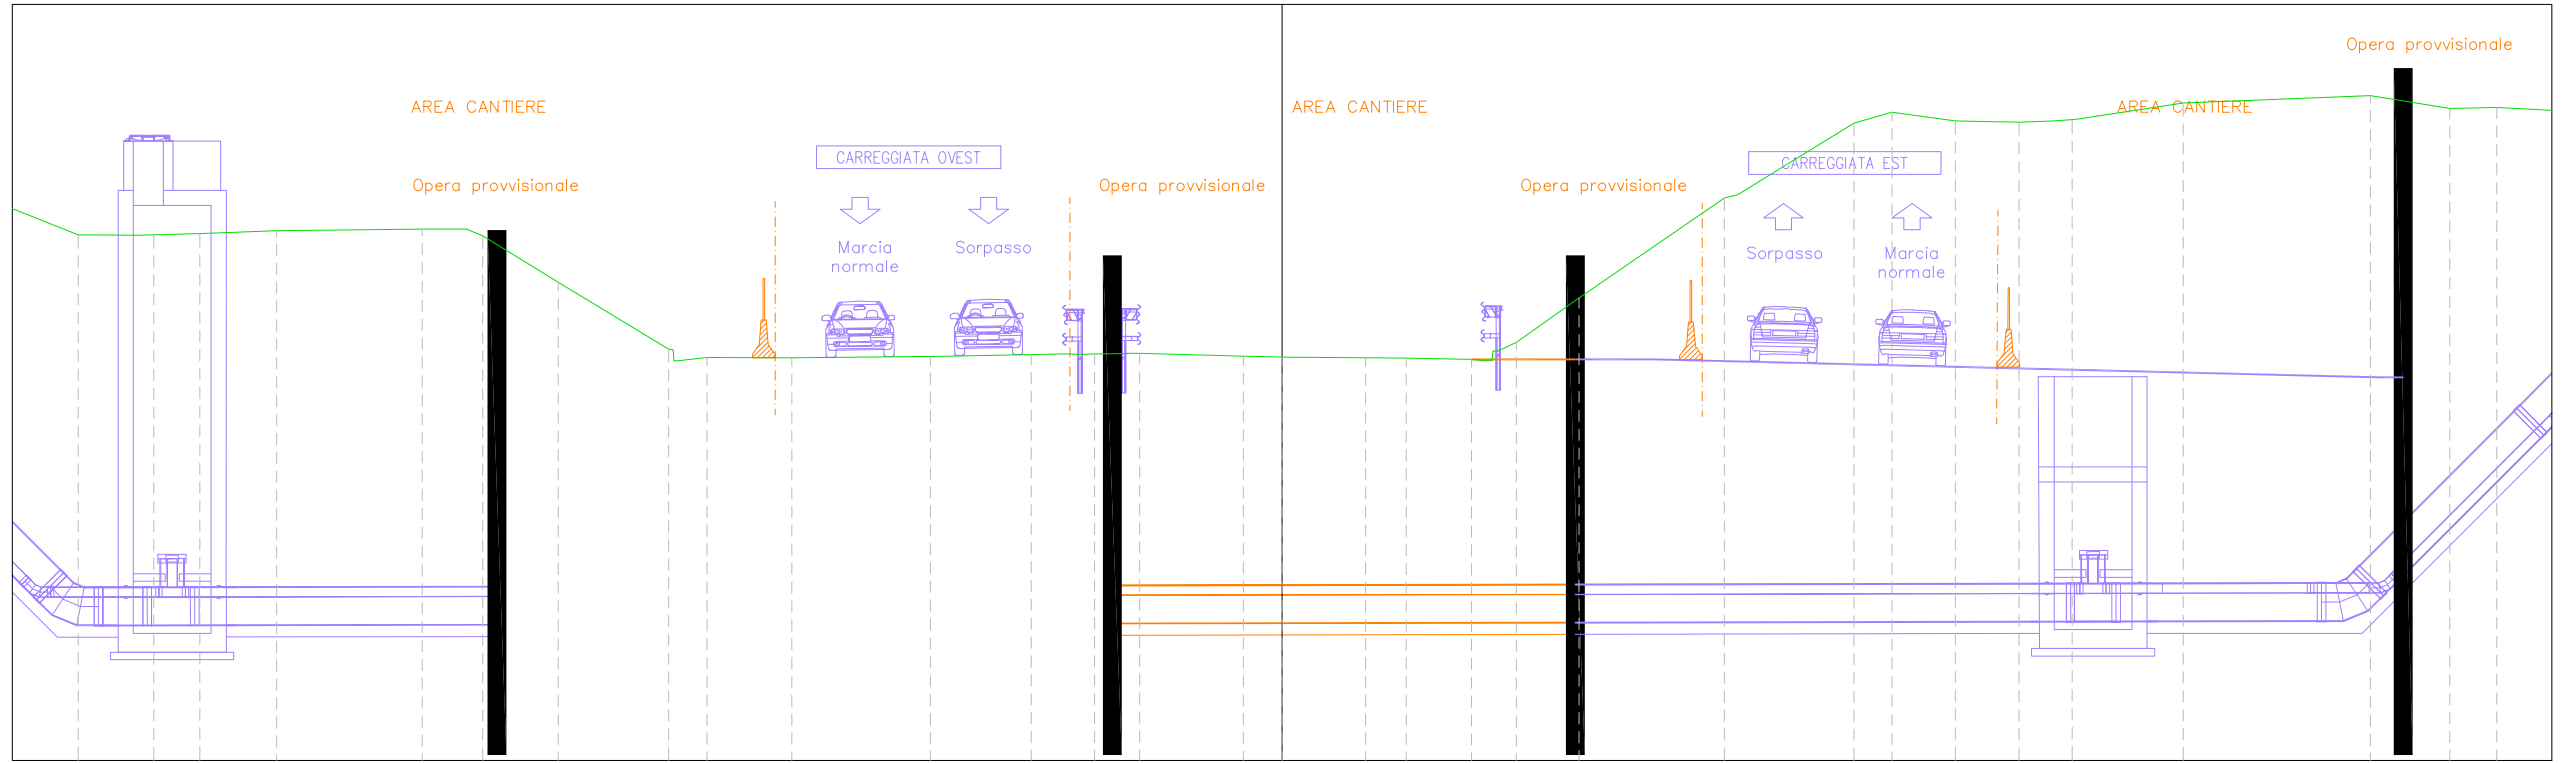 Opera provvisionale
AREA CANTIERE
AREA CANTIERE
AREA CANTIERE
CARREGGIATA OVEST
CARREGGIATA EST
Opera provvisionale
Opera provvisionale
Opera provvisionale
Marcia
normale
Sorpasso
Sorpasso
Marcia
normale